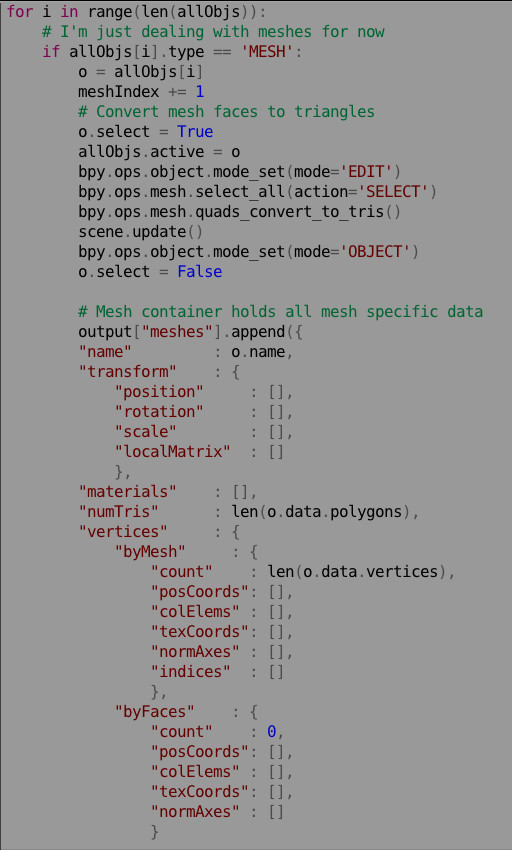 for i in range(len(allObjs)):
    # I'm just dealing with meshes for now
    if allObjs[i].type == 'MESH':
        o = allObjs[i]
        meshIndex += 1
        # Convert mesh faces to triangles
        o.select = True
        allObjs.active = o
        bpy.ops.object.mode_set(mode='EDIT')
        bpy.ops.mesh.select_all(action='SELECT')
        bpy.ops.mesh.quads_convert_to_tris()
        scene.update()
        bpy.ops.object.mode_set(mode='OBJECT')
        o.select = False

        # Mesh container holds all mesh specific data
        output["meshes"].append({
        "name"         : o.name,
        "transform"    : {
            "position"     : [],
            "rotation"     : [],
            "scale"        : [],
            "localMatrix"  : []
            },
        "materials"    : [],
        "numTris"      : len(o.data.polygons),
        "vertices"     : {
            "byMesh"     : {
                "count"    : len(o.data.vertices),
                "posCoords": [],
                "colElems" : [],
                "texCoords": [],
                "normAxes" : [],
                "indices"  : []
                },
            "byFaces"    : {
                "count"    : 0,
                "posCoords": [],
                "colElems" : [],
                "texCoords": [],
                "normAxes" : []
                }